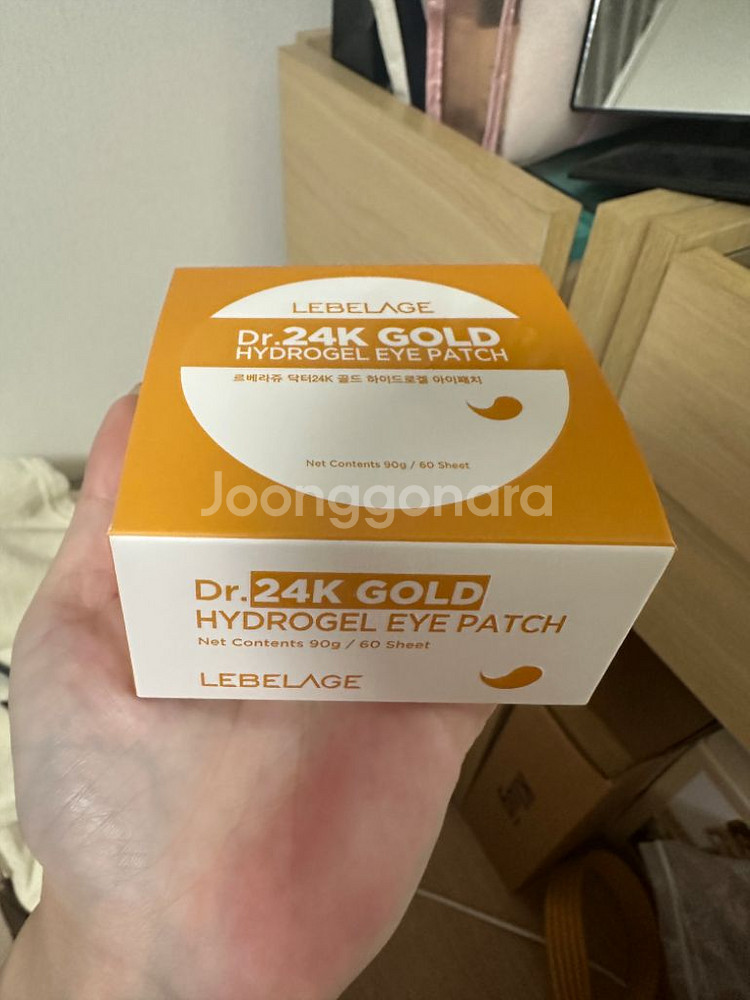 LEBELAGE
Dr.24K GOLD
HYDROGEL EYE PATCH
르베라쥬 닥터24K 골드 하이드로겔 아이패치
Net Contents 90g / 60 Sheet
Joonggonara
Dr.24K GOLD
HYDROGEL EYE PATCH
Net Contents 90g / 60 Sheet
LEBELAGE